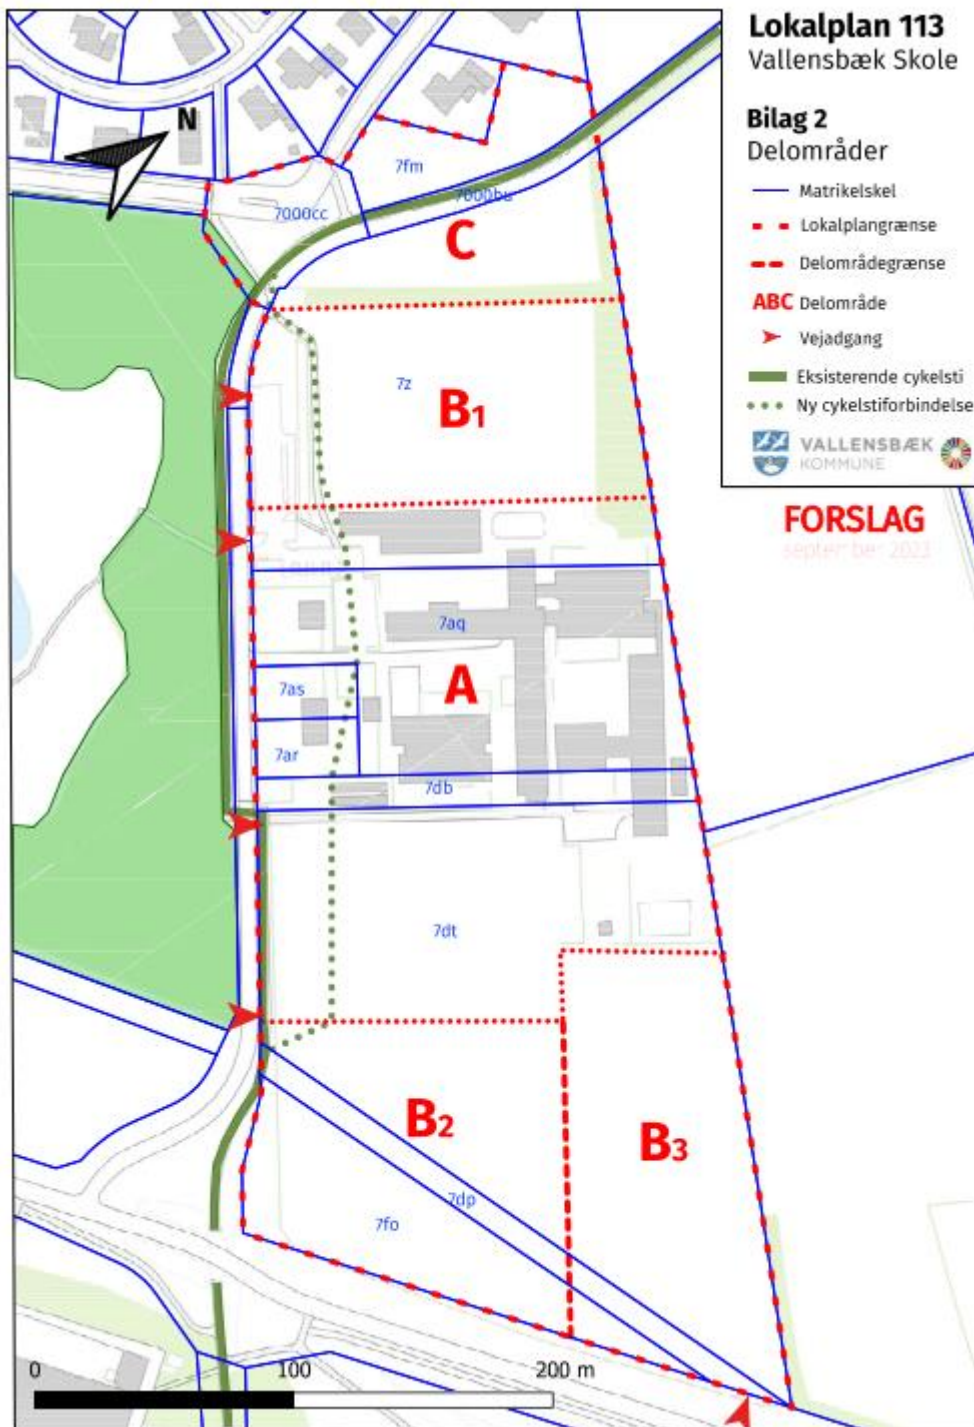 Lokalplan 113
Vallensbæk Skole
Bilag 2
Delområder
Matrikelskel
Lokalplangrænse
Delområdegrænse
ABC Delområde
Vejadgang
Eksisterende cykelsti
Ny cykelstiforbindelse
VALLENSBÆK
KOMMUNE
FORSLAG
N
7fm
7000bu
7000cc
C
7z
B1
7aq
A
7as
7ar
7db
7dt
B2
B3
7dp
7fo
0 100 200 m